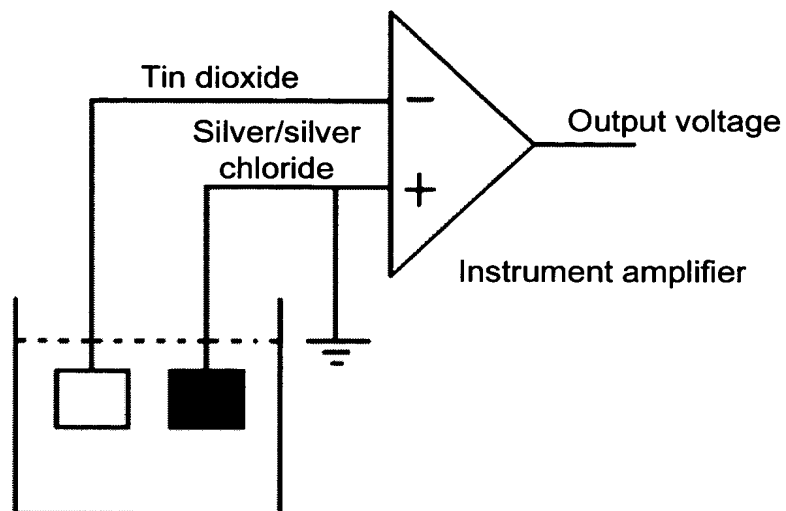 Tin dioxide
−
Silver/silver
chloride
Output voltage
+
Instrument amplifier